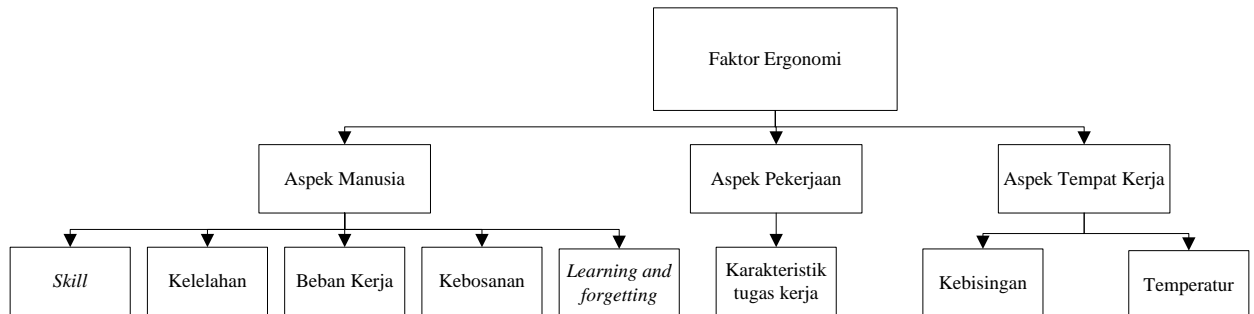 Faktor Ergonomi
Aspek Manusia
Aspek Pekerjaan
Aspek Tempat Kerja
Skill
Kelelahan
Beban Kerja
Kebosanan
Learning and
forgetting
Karakteristik
tugas kerja
Kebisingan
Temperatur